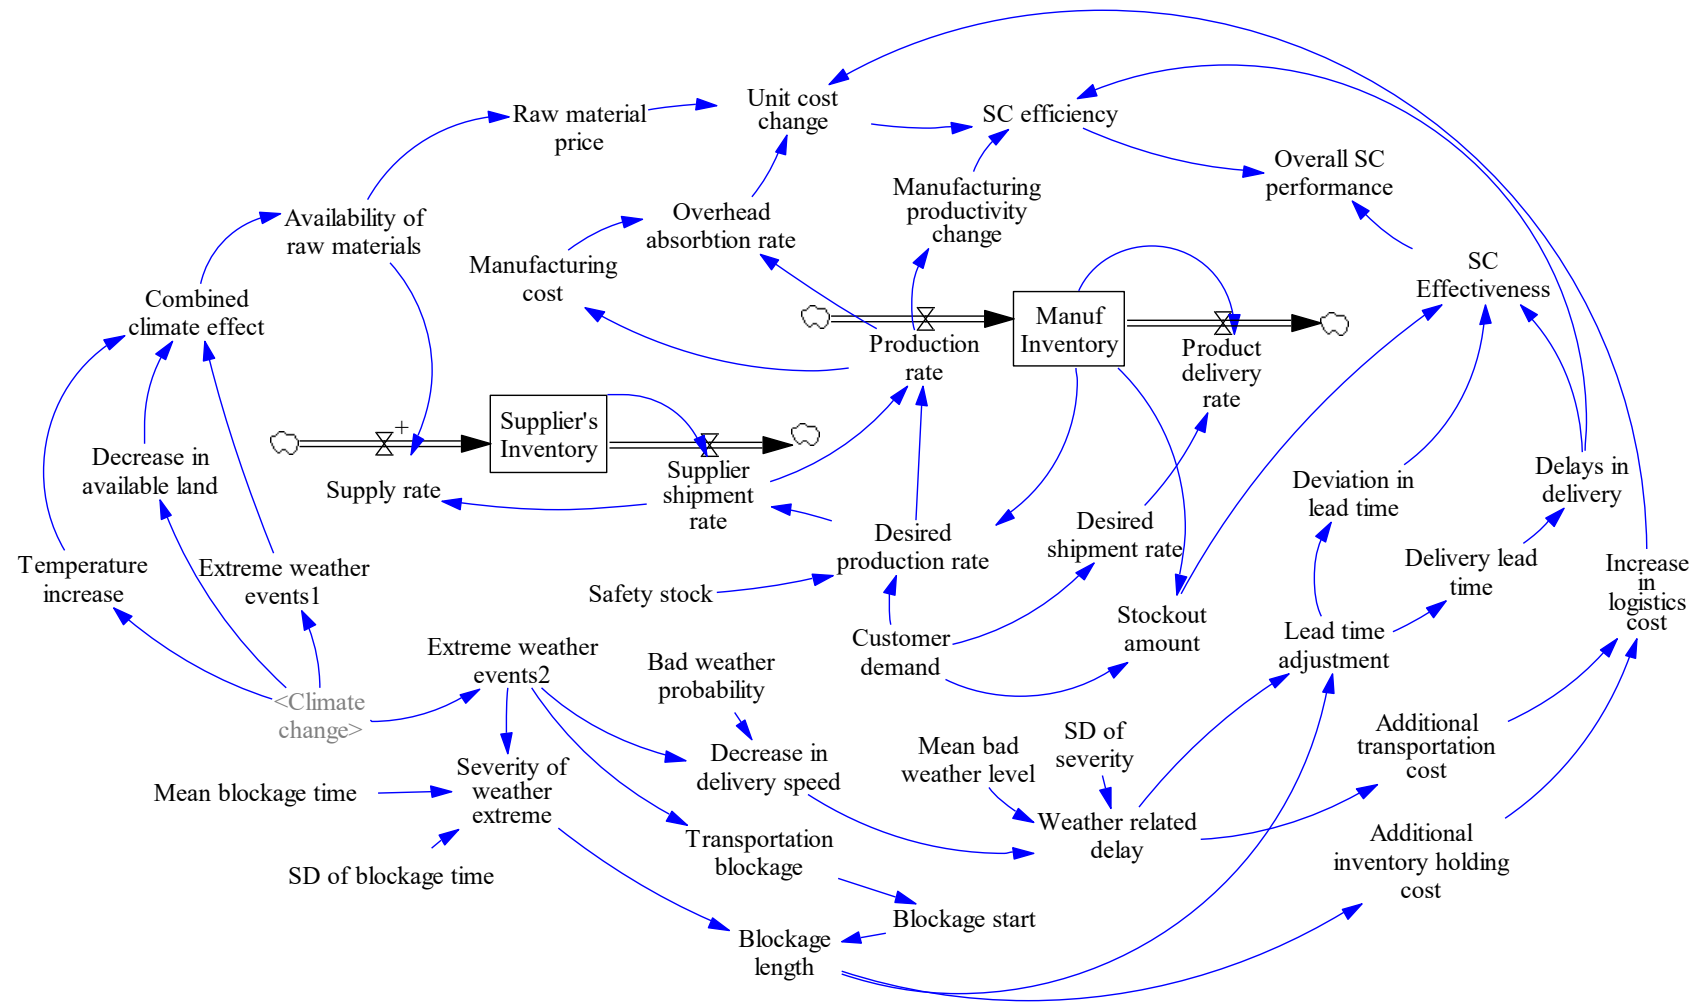 Unit cost
change
Raw material
price
SC efficiency
Overall SC
performance
Manufacturing
productivity
change
Availability of
raw materials
Overhead
absorbtion rate
Manufacturing
cost
SC
Effectiveness
Combined
climate effect
Manuf
Inventory
Production
rate
Product
delivery
rate
+
Supplier's
Inventory
Decrease in
available land
Supply rate
Supplier
shipment
rate
Deviation in
lead time
Delays in
delivery
Desired
production rate
Desired
shipment rate
Temperature
increase
Extreme weather
events1
Safety stock
Delivery lead
time
Increase
in
logistics
cost
Stockout
amount
Customer
demand
Lead time
adjustment
Extreme weather
events2
Bad weather
probability
<Climate
change>
Additional
transportation
cost
Mean bad
weather level
SD of
severity
Decrease in
delivery speed
Severity of
weather
extreme
Mean blockage time
Weather related
delay
Transportation
blockage
Additional
inventory holding
cost
SD of blockage time
Blockage start
Blockage
length